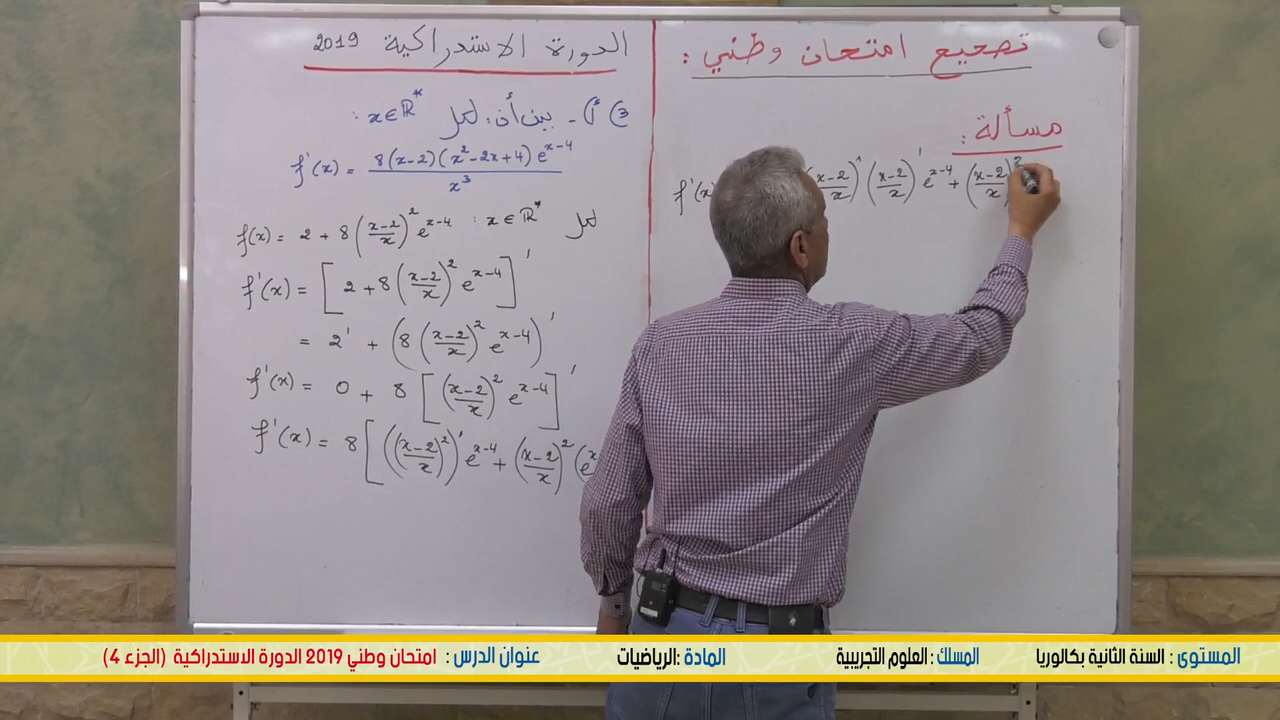 تصحيح امتحان وطني :
مسألة :
f'(x) (x-2/x)^1 (x-2/x)' e^{x-4} + (x-2/x)^2
الدورة الاستدراكية 2019
3) أ - بين أن: لكل x∈ℝ* :
f'(x) = 8(x-2)(x²-2x+4)e^{x-4} / x³
لكل x∈ℝ* : f(x) = 2 + 8(x-2/x)² e^{x-4}
f'(x) = [2 + 8(x-2/x)² e^{x-4}]'
= 2' + (8(x-2/x)² e^{x-4})'
f'(x) = 0 + 8[(x-2/x)² e^{x-4}]'
f'(x) = 8[((x-2/x)²)' e^{x-4} + (x-2/x)² (e^x
المستوى : السنة الثانية بكالوريا المسلك : العلوم التجريبية المادة : الرياضيات عنوان الدرس : امتحان وطني 2019 الدورة الاستدراكية (الجزء 4)